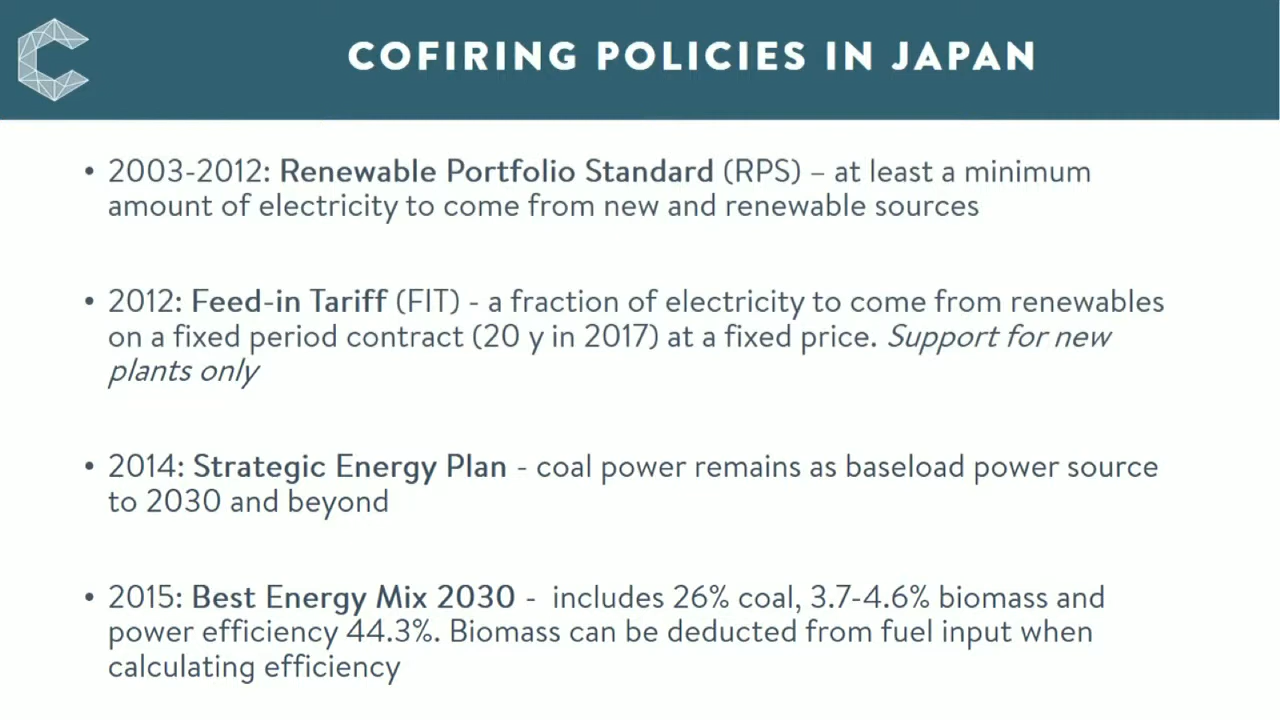 COFIRING POLICIES IN JAPAN
• 2003-2012: Renewable Portfolio Standard (RPS) – at least a minimum
amount of electricity to come from new and renewable sources
• 2012: Feed-in Tariff (FIT) - a fraction of electricity to come from renewables
on a fixed period contract (20 y in 2017) at a fixed price. Support for new
plants only
• 2014: Strategic Energy Plan - coal power remains as baseload power source
to 2030 and beyond
• 2015: Best Energy Mix 2030 - includes 26% coal, 3.7-4.6% biomass and
power efficiency 44.3%. Biomass can be deducted from fuel input when
calculating efficiency